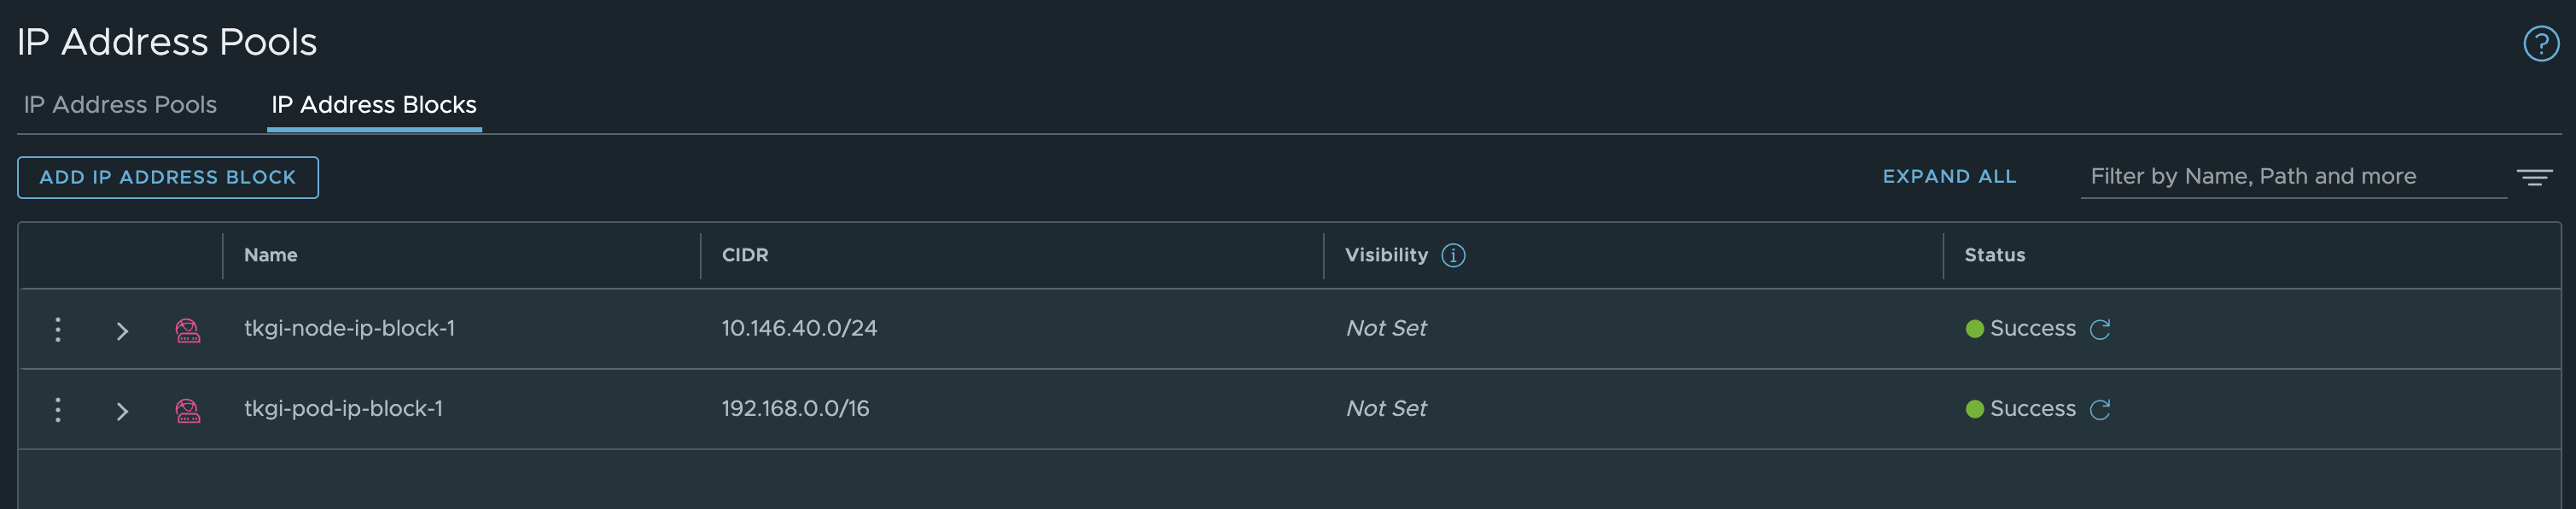 IP Address Pools
IP Address Pools IP Address Blocks
ADD IP ADDRESS BLOCK EXPAND ALL Filter by Name, Path and more
Name CIDR Visibility Status
tkgi-node-ip-block-1 10.146.40.0/24 Not Set Success
tkgi-pod-ip-block-1 192.168.0.0/16 Not Set Success